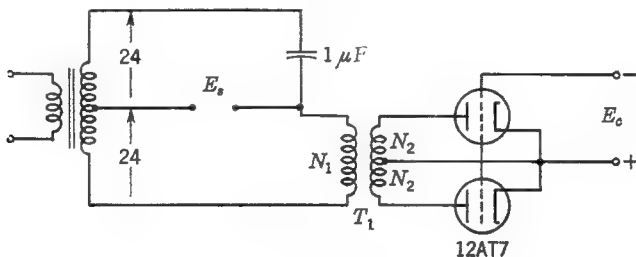 24
1 μF
E_s
24
N_1
N_2
N_2
E_c
−
+
T_1
12AT7